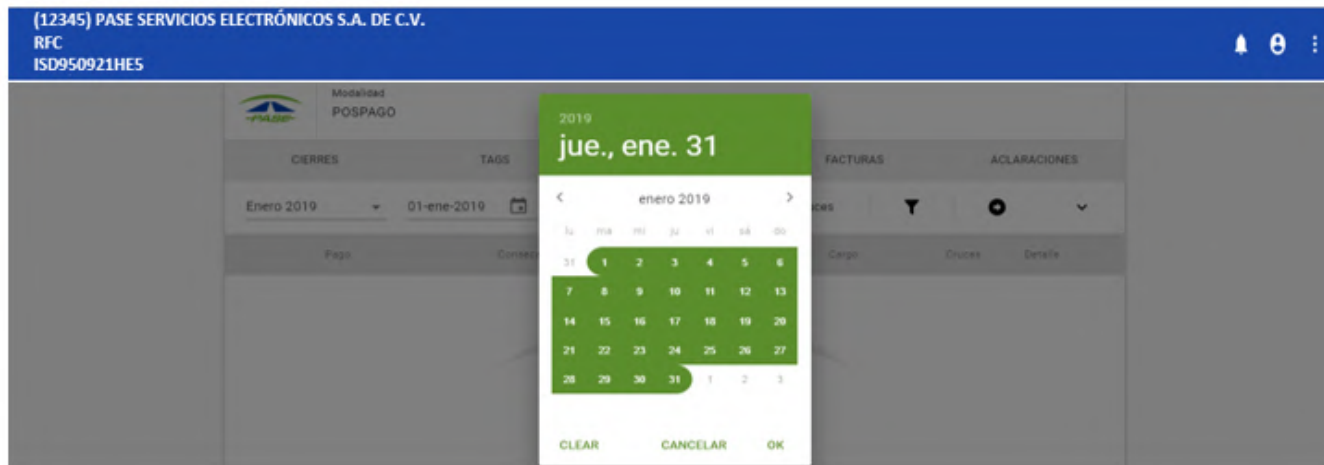 (12345) PASE SERVICIOS ELECTRÓNICOS S.A. DE C.V.
RFC
ISD950921HE5
PASE
Modalidad
POSPAGO
CIERRES TAGS FACTURAS ACLARACIONES
Enero 2019 01-ene-2019
Pago Cargo Cruces Detalle
2019
jue., ene. 31
enero 2019
lu ma mi ju vi sá do
31 1 2 3 4 5 6
7 8 9 10 11 12 13
14 15 16 17 18 19 20
21 22 23 24 25 26 27
28 29 30 31 1 2 3
CLEAR CANCELAR OK